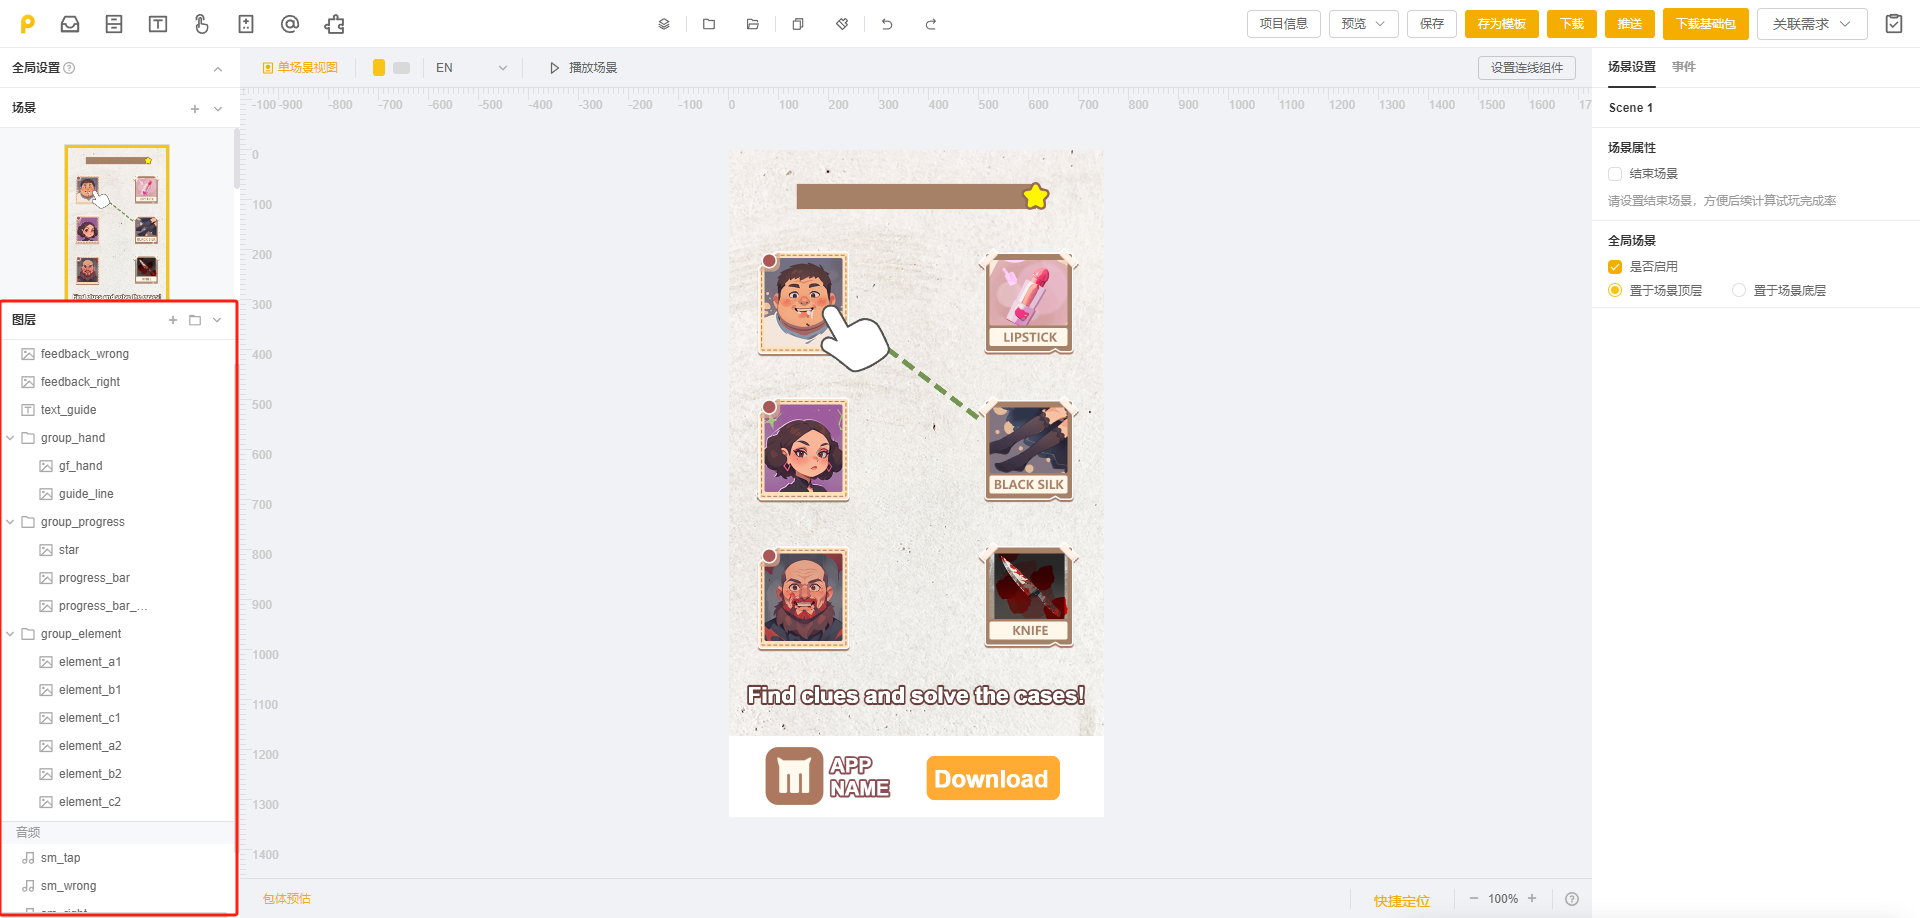 项目信息
预览
保存
存为模板
下载
推送
下载基础包
关联需求
全局设置
单场景视图
EN
播放场景
设置连线组件
场景设置
事件
场景
-100 -900 -800 -700 -600 -500 -400 -300 -200 -100 0 100 200 300 400 500 600 700 800 900 1000 1100 1200 1300 1400 1500 1600 17
Scene 1
场景属性
结束场景
请设置结束场景，方便后续计算试玩完成率
全局场景
是否启用
置于场景顶层
置于场景底层
Find clues and solve the cases!
图层
feedback_wrong
feedback_right
text_guide
group_hand
gf_hand
guide_line
group_progress
star
progress_bar
progress_bar_...
group_element
element_a1
element_b1
element_c1
element_a2
element_b2
element_c2
音频
sm_tap
sm_wrong
0
100
200
300
400
500
600
700
800
900
1000
1100
1200
1300
1400
LIPSTICK
BLACK SILK
KNIFE
Find clues and solve the cases!
APP
NAME
Download
包体预估
快捷定位
100%